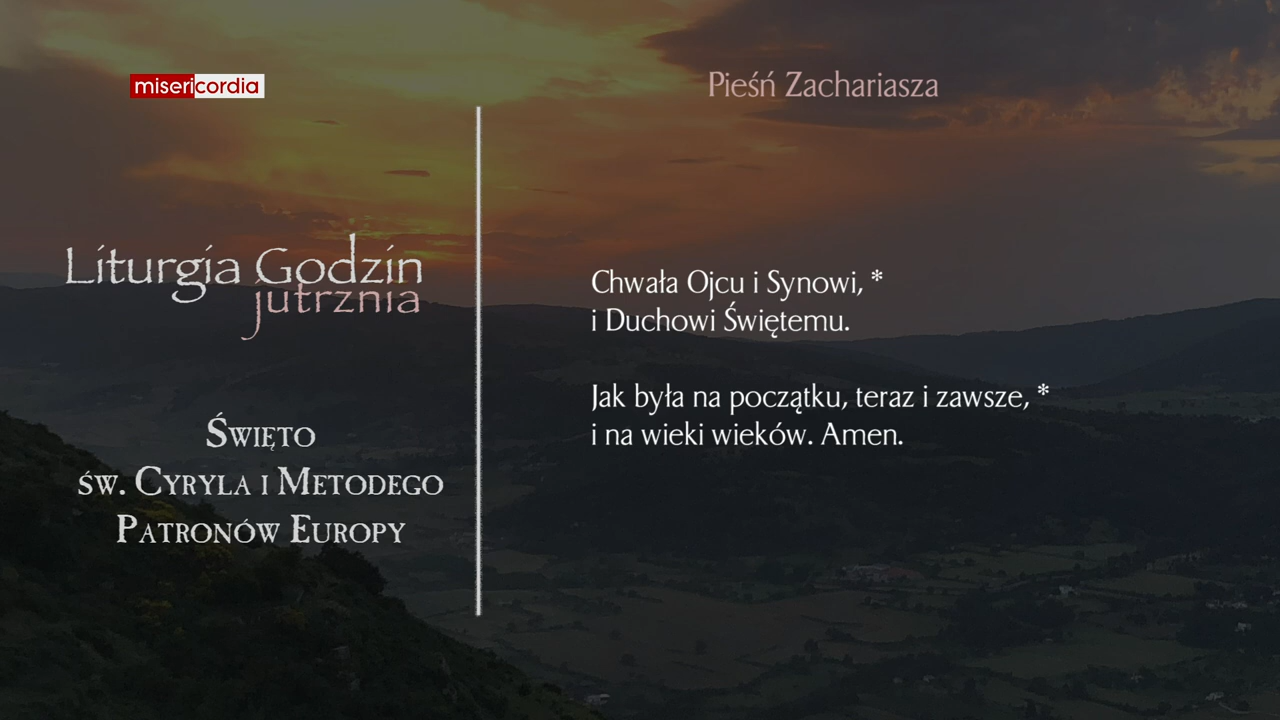 misericordia
Pieśń Zachariasza
Liturgia Godzin
jutrznia
Święto
św. Cyryla i Metodego
Patronów Europy
Chwała Ojcu i Synowi, *
i Duchowi Świętemu.
Jak była na początku, teraz i zawsze, *
i na wieki wieków. Amen.